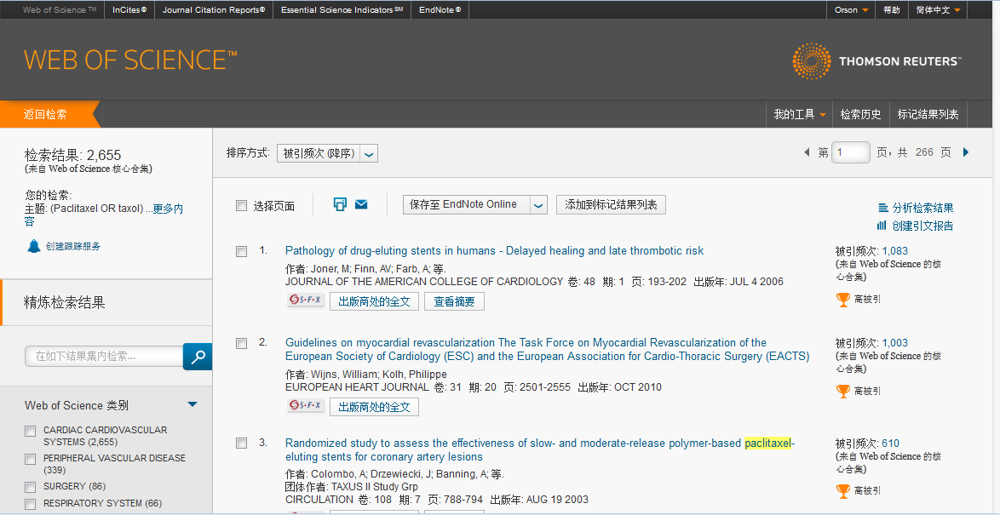 Web of Science ™ InCites® Journal Citation Reports® Essential Science Indicators SM EndNote ® Orson 帮助 简体中文
WEB OF SCIENCE™
THOMSON REUTERS™
返回检索 我的工具 检索历史 标记结果列表
检索结果: 2,655
(来自 Web of Science 核心合集)
您的检索:
主题: (Paclitaxel OR taxol) ...更多内
容
创建跟踪服务
精炼检索结果
在如下结果集内检索...
Web of Science 类别
CARDIAC CARDIOVASCULAR
SYSTEMS (2,655)
PERIPHERAL VASCULAR DISEASE
(339)
SURGERY (86)
RESPIRATORY SYSTEM (66)
排序方式: 被引频次 (降序) 第 1 页，共 266 页
选择页面 保存至 EndNote Online 添加到标记结果列表
分析检索结果
创建引文报告
1. Pathology of drug-eluting stents in humans - Delayed healing and late thrombotic risk
作者: Joner, M; Finn, AV; Farb, A; 等.
JOURNAL OF THE AMERICAN COLLEGE OF CARDIOLOGY 卷: 48 期: 1 页: 193-202 出版年: JUL 4 2006
S·F·X 出版商处的全文 查看摘要
被引频次: 1,083
(来自 Web of Science 的核
心合集)
高被引
2. Guidelines on myocardial revascularization The Task Force on Myocardial Revascularization of the
European Society of Cardiology (ESC) and the European Association for Cardio-Thoracic Surgery (EACTS)
作者: Wijns, William; Kolh, Philippe
EUROPEAN HEART JOURNAL 卷: 31 期: 20 页: 2501-2555 出版年: OCT 2010
S·F·X 出版商处的全文
被引频次: 1,003
(来自 Web of Science 的核
心合集)
高被引
3. Randomized study to assess the effectiveness of slow- and moderate-release polymer-based paclitaxel-
eluting stents for coronary artery lesions
作者: Colombo, A; Drzewiecki, J; Banning, A; 等.
团体作者: TAXUS II Study Grp
CIRCULATION 卷: 108 期: 7 页: 788-794 出版年: AUG 19 2003
被引频次: 610
(来自 Web of Science 的核
心合集)
高被引